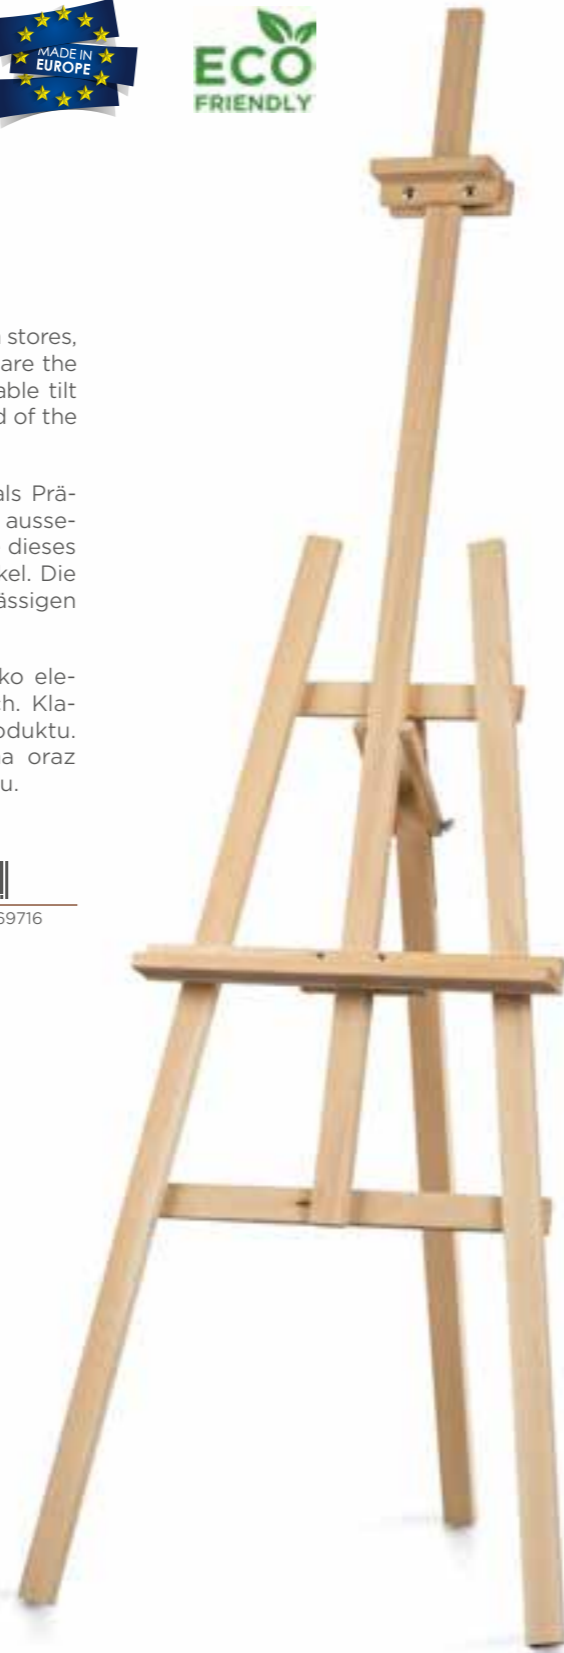 MADE IN
EUROPE
ECO
FRIENDLY
stores,
are the
able tilt
d of the
als Prä-
ausse-
dieses
kel. Die
ässigen
ko ele-
ch. Kla-
oduktu.
a oraz
u.
69716